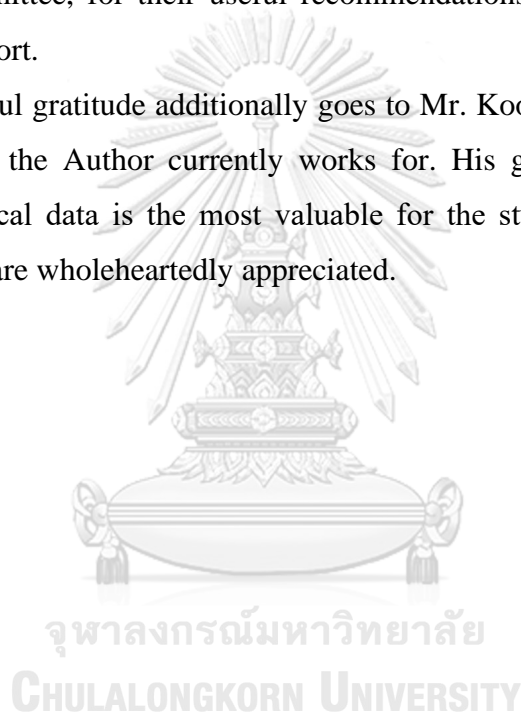 mittee, for their useful recommendations
ort.
ul gratitude additionally goes to Mr. Koo
the Author currently works for. His g
cal data is the most valuable for the st
are wholeheartedly appreciated.
จุฬาลงกรณ์มหาวิทยาลัย
CHULALONGKORN UNIVERSITY